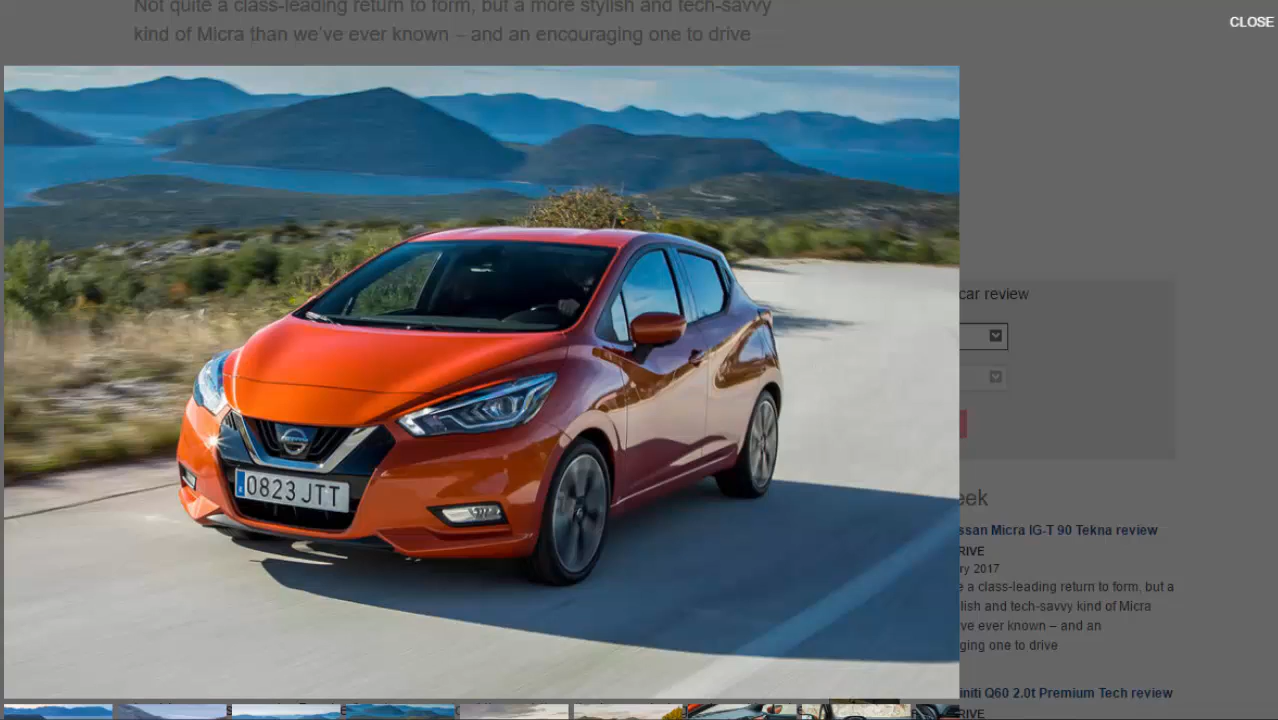 Not quite a class-leading return to form, but a more stylish and tech-savvy
CLOSE
kind of Micra than we've ever known – and an encouraging one to drive
car review
0823 JTT
eek
ssan Micra IG-T 90 Tekna review
RIVE
ry 2017
e a class-leading return to form, but a
lish and tech-savvy kind of Micra
ve ever known – and an
ging one to drive
initi Q60 2.0t Premium Tech review
RIVE